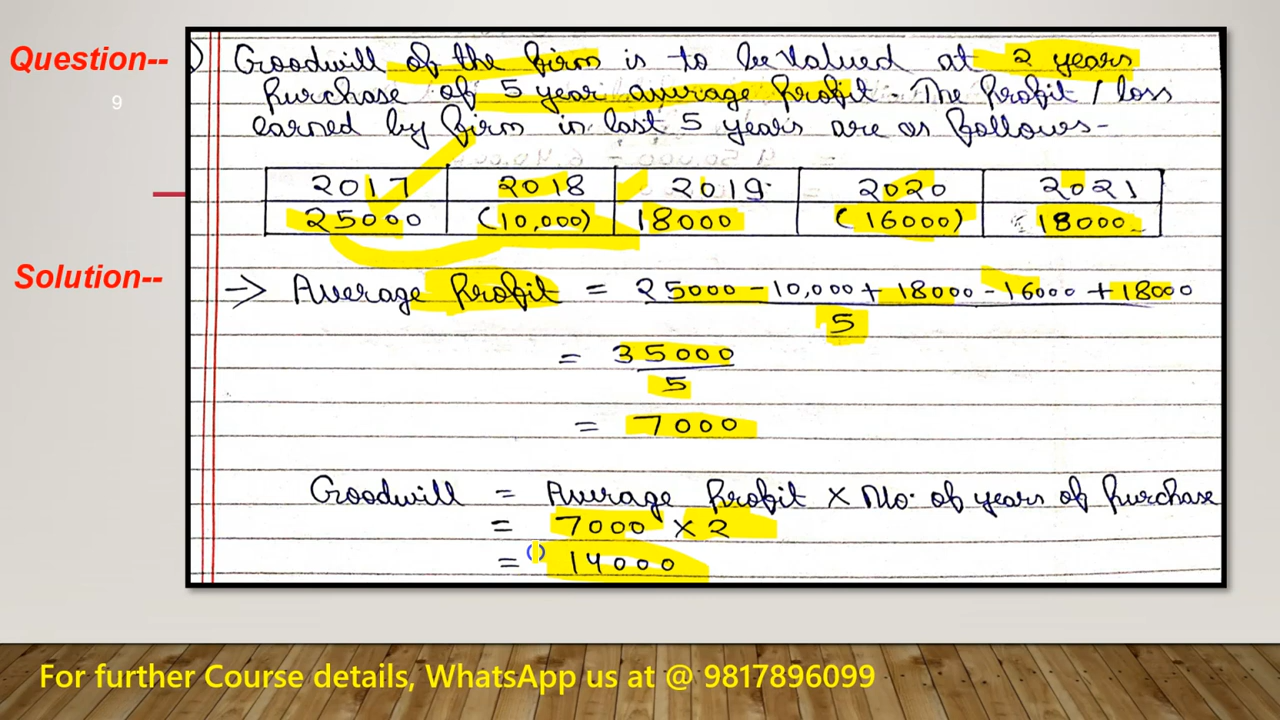 Question--
9
) Goodwill of the firm is to be Valued at 2 years
Purchase of 5 year average Profit. The Profit / loss
earned by firm in last 5 years are as follows-
2017 2018 2019. 2020 2021
25000 (10,000) 18000 (16000) 18000
Solution--
→ Average Profit = 25000 - 10,000 + 18000 - 16000 + 18000
5
= 35000
5
= 7000
Goodwill = Average Profit × No. of years of Purchase
= 7000 × 2
= 14000
For further Course details, WhatsApp us at @ 9817896099